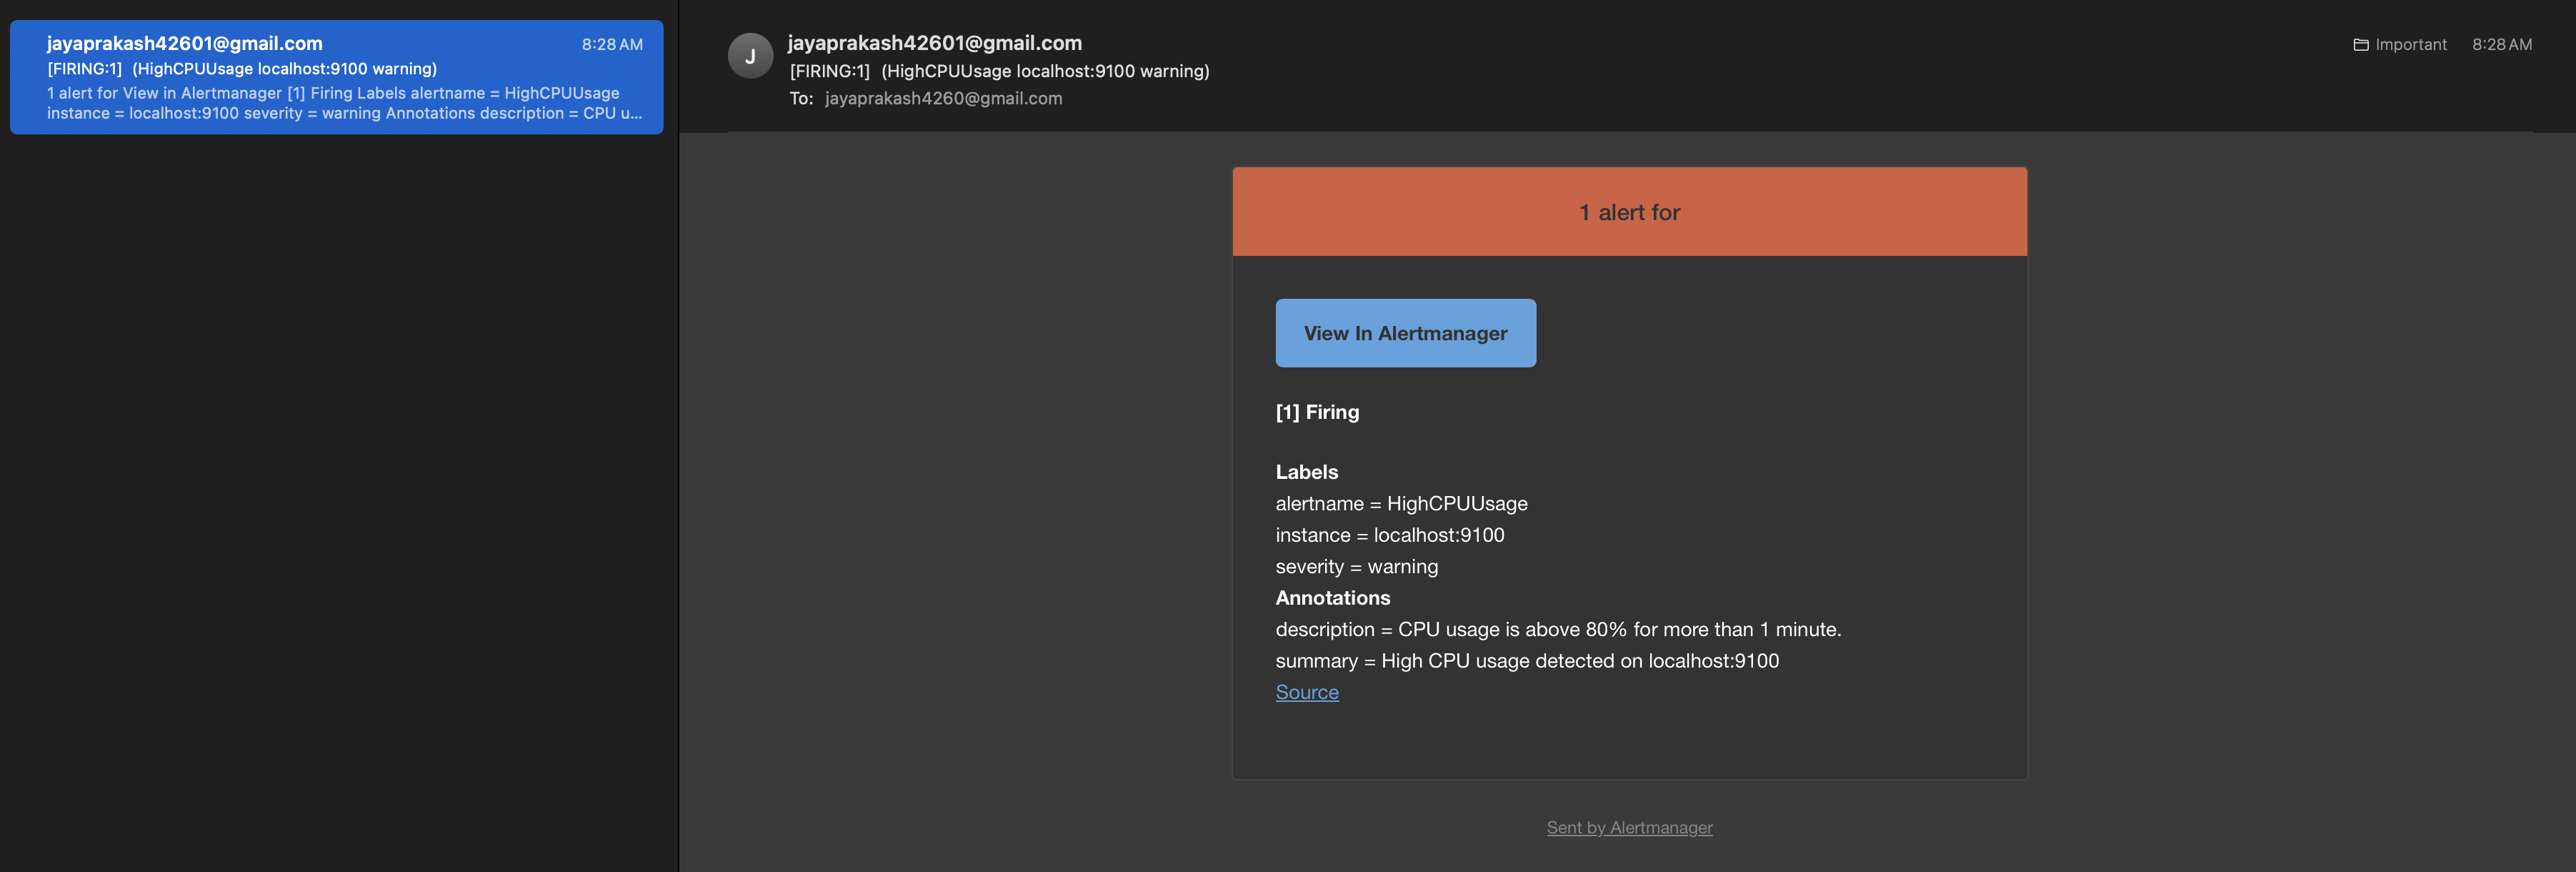 jayaprakash42601@gmail.com 8:28 AM
[FIRING:1] (HighCPUUsage localhost:9100 warning)
1 alert for View in Alertmanager [1] Firing Labels alertname = HighCPUUsage
instance = localhost:9100 severity = warning Annotations description = CPU u...
J
jayaprakash42601@gmail.com
Important 8:28 AM
[FIRING:1] (HighCPUUsage localhost:9100 warning)
To: jayaprakash4260@gmail.com
1 alert for
View In Alertmanager
[1] Firing
Labels
alertname = HighCPUUsage
instance = localhost:9100
severity = warning
Annotations
description = CPU usage is above 80% for more than 1 minute.
summary = High CPU usage detected on localhost:9100
Source
Sent by Alertmanager